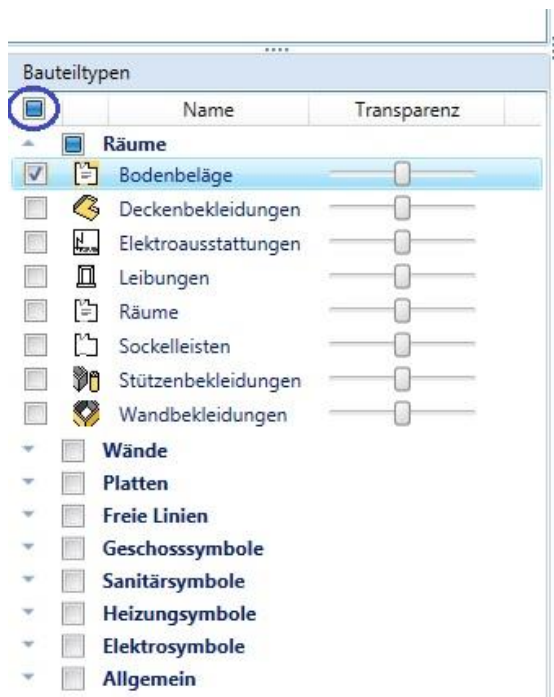 Bauteiltypen
Name Transparenz
Räume
Bodenbeläge
Deckenbekleidungen
Elektroausstattungen
Leibungen
Räume
Sockelleisten
Stützenbekleidungen
Wandbekleidungen
Wände
Platten
Freie Linien
Geschosssymbole
Sanitärsymbole
Heizungsymbole
Elektrosymbole
Allgemein